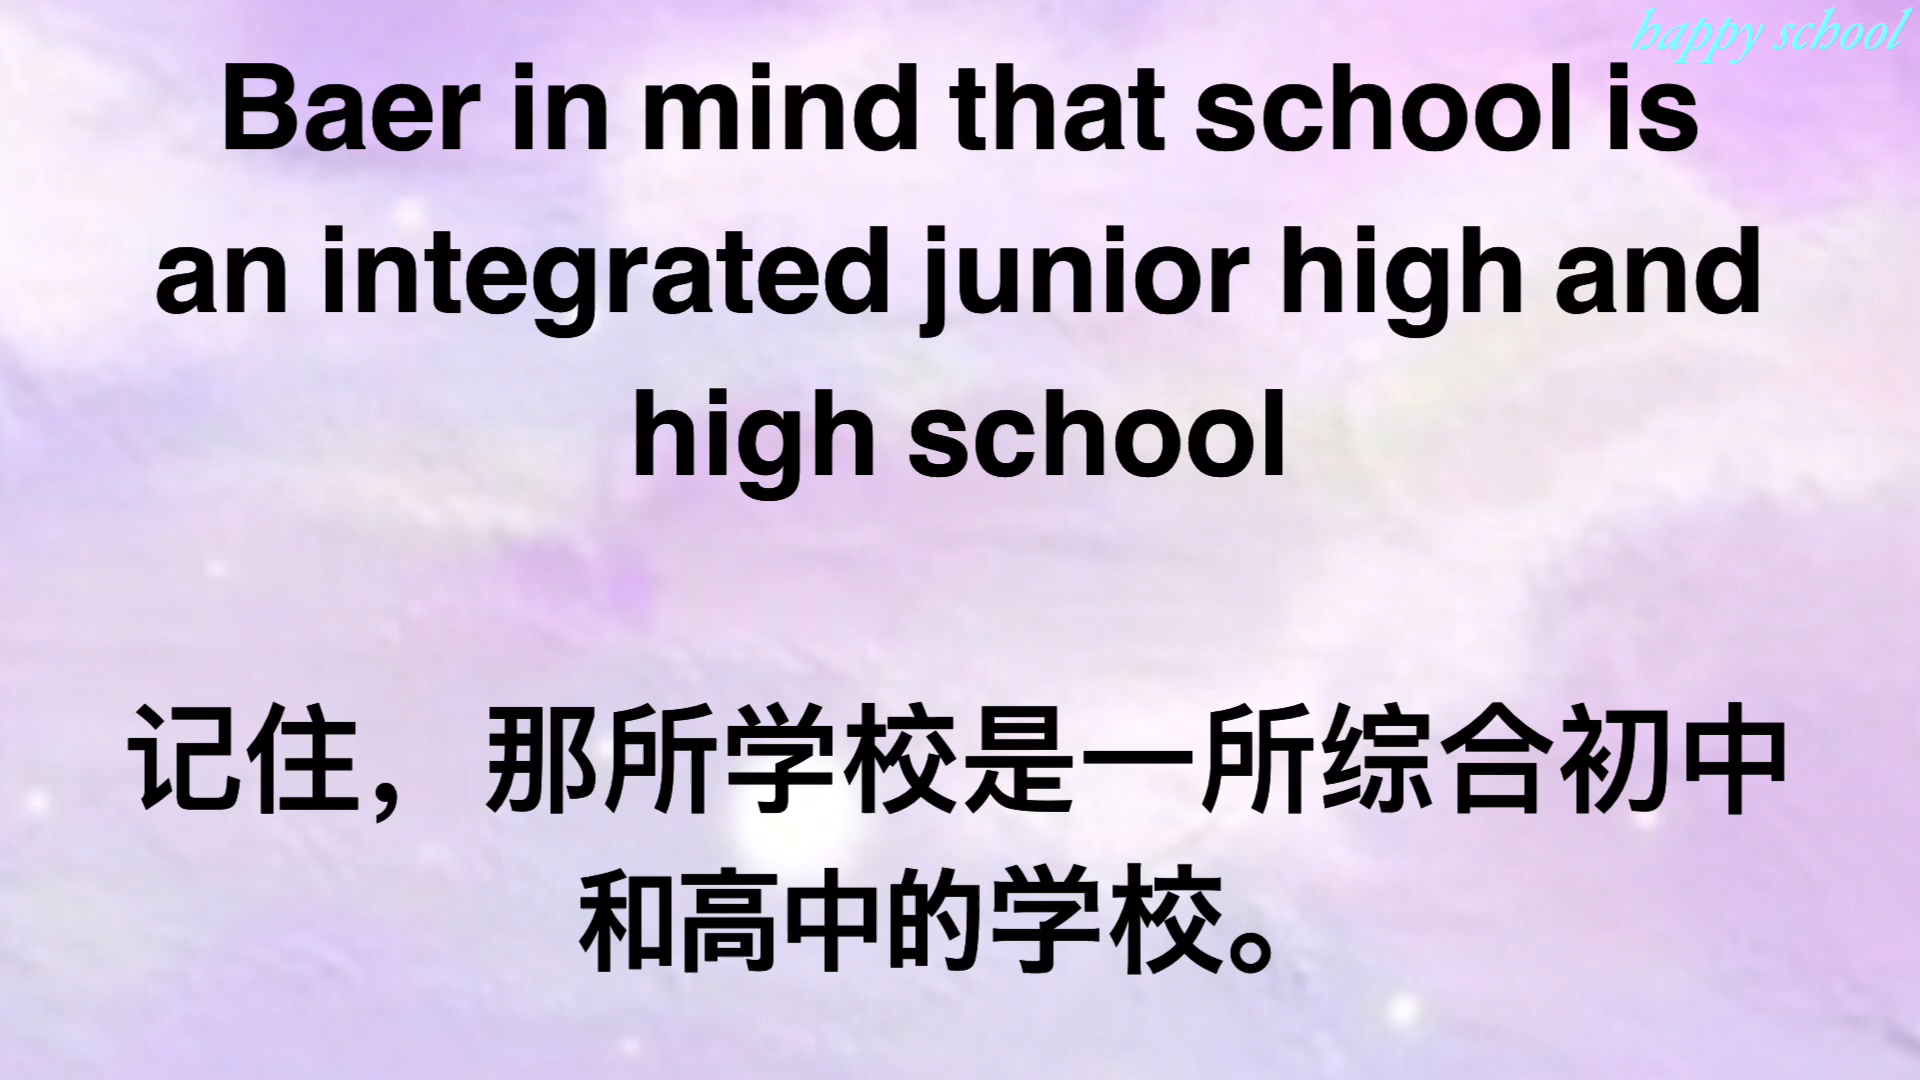 happy school
Baer in mind that school is
an integrated junior high and
high school
记住，那所学校是一所综合初中
和高中的学校。